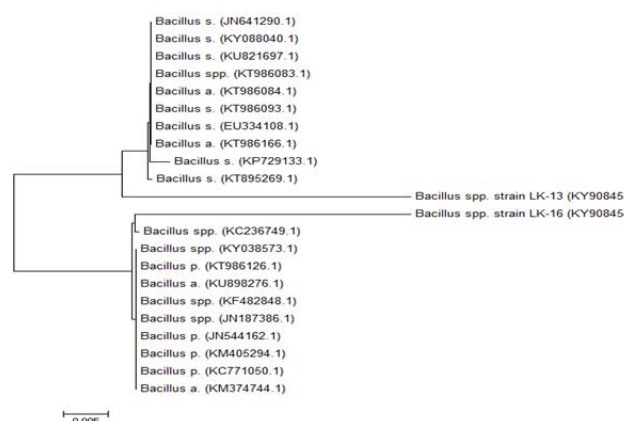 Bacillus s. (JN641290.1)
Bacillus s. (KY088040.1)
Bacillus s. (KU821697.1)
Bacillus spp. (KT986083.1)
Bacillus a. (KT986084.1)
Bacillus s. (KT986093.1)
Bacillus s. (EU334108.1)
Bacillus a. (KT986166.1)
Bacillus s. (KP729133.1)
Bacillus s. (KT895269.1)
Bacillus spp. strain LK-13 (KY90845
Bacillus spp. strain LK-16 (KY90845
Bacillus spp. (KC236749.1)
Bacillus spp. (KY038573.1)
Bacillus p. (KT986126.1)
Bacillus a. (KU898276.1)
Bacillus spp. (KF482848.1)
Bacillus spp. (JN187386.1)
Bacillus p. (JN544162.1)
Bacillus p. (KM405294.1)
Bacillus p. (KC771050.1)
Bacillus a. (KM374744.1)
0.005